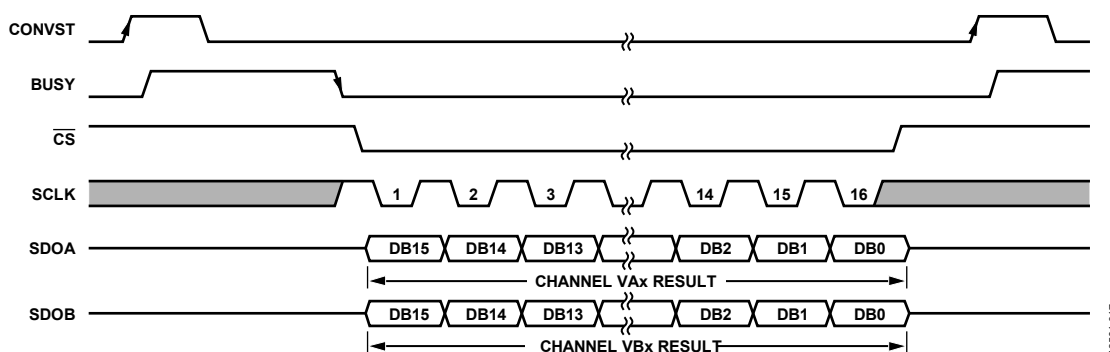 CONVST
BUSY
CS
SCLK 1 2 3 14 15 16
SDOA DB15 DB14 DB13 DB2 DB1 DB0
CHANNEL VAx RESULT
SDOB DB15 DB14 DB13 DB2 DB1 DB0
CHANNEL VBx RESULT